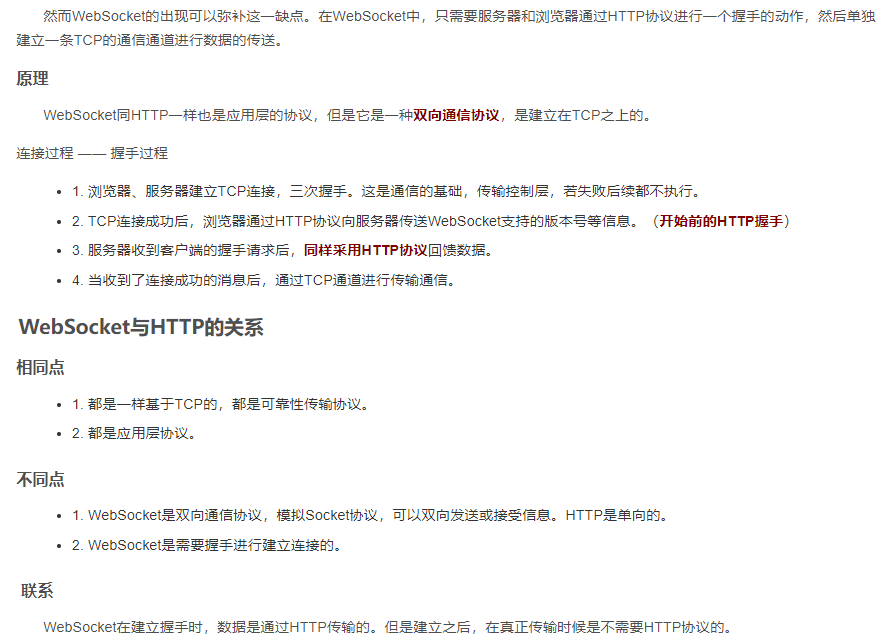 然而WebSocket的出现可以弥补这一缺点。在WebSocket中，只需要服务器和浏览器通过HTTP协议进行一个握手的动作，然后单独
建立一条TCP的通信通道进行数据的传送。
原理
WebSocket同HTTP一样也是应用层的协议，但是它是一种双向通信协议，是建立在TCP之上的。
连接过程 —— 握手过程
• 1. 浏览器、服务器建立TCP连接，三次握手。这是通信的基础，传输控制层，若失败后续都不执行。
• 2. TCP连接成功后，浏览器通过HTTP协议向服务器传送WebSocket支持的版本号等信息。（开始前的HTTP握手）
• 3. 服务器收到客户端的握手请求后，同样采用HTTP协议回馈数据。
• 4. 当收到了连接成功的消息后，通过TCP通道进行传输通信。
WebSocket与HTTP的关系
相同点
• 1. 都是一样基于TCP的，都是可靠性传输协议。
• 2. 都是应用层协议。
不同点
• 1. WebSocket是双向通信协议，模拟Socket协议，可以双向发送或接受信息。HTTP是单向的。
• 2. WebSocket是需要握手进行建立连接的。
联系
WebSocket在建立握手时，数据是通过HTTP传输的。但是建立之后，在真正传输时候是不需要HTTP协议的。